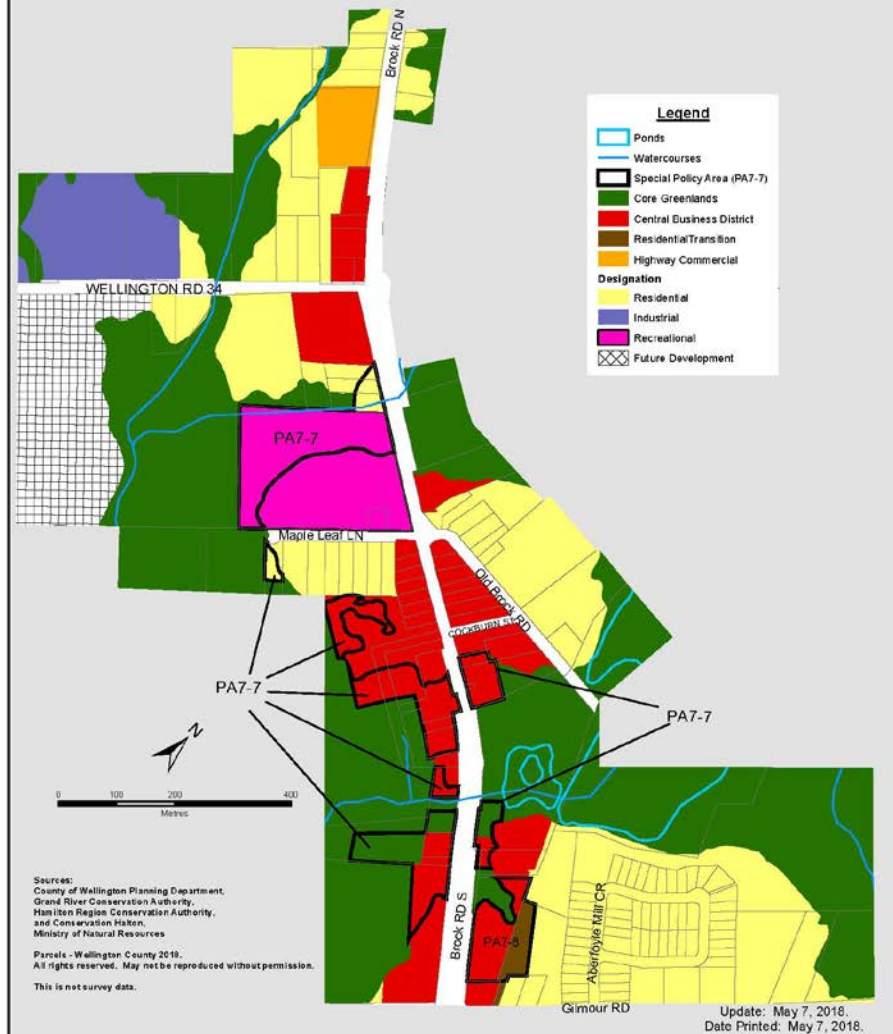 Brock RD N
Legend
Ponds
Watercourses
Special Policy Area (PA7-7)
Core Greenlands
Central Business District
ResidentialTransition
Highway Commercial
Designation
Residential
Industrial
Recreational
Future Development
WELLINGTON RD 34
PA7-7
Maple Leaf LN
Old Brock RD
COCKBURN ST
PA7-7
PA7-7
N
0 100 200 400
Metres
Sources:
County of Wellington Planning Department,
Grand River Conservation Authority,
Hamilton Region Conservation Authority,
and Conservation Halton,
Ministry of Natural Resources
Parcels - Wellington County 2018.
All rights reserved. May not be reproduced without permission.
This is not survey data.
Brock RD S
PA7-8
Aberfoyle Mill CR
Gilmour RD
Update: May 7, 2018.
Date Printed: May 7, 2018.